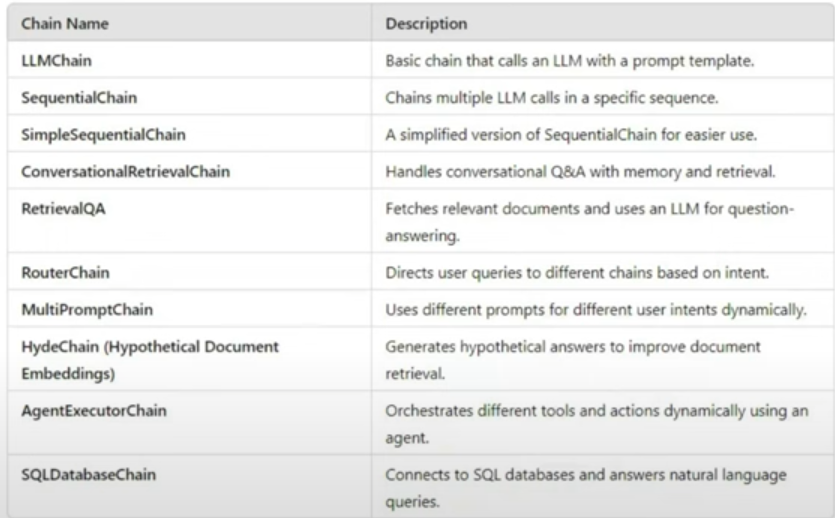 Chain Name Description
LLMChain Basic chain that calls an LLM with a prompt template.
SequentialChain Chains multiple LLM calls in a specific sequence.
SimpleSequentialChain A simplified version of SequentialChain for easier use.
ConversationalRetrievalChain Handles conversational Q&A with memory and retrieval.
RetrievalQA Fetches relevant documents and uses an LLM for question-
answering.
RouterChain Directs user queries to different chains based on intent.
MultiPromptChain Uses different prompts for different user intents dynamically.
HydeChain (Hypothetical Document Generates hypothetical answers to improve document
Embeddings) retrieval.
AgentExecutorChain Orchestrates different tools and actions dynamically using an
agent.
SQLDatabaseChain Connects to SQL databases and answers natural language
queries.